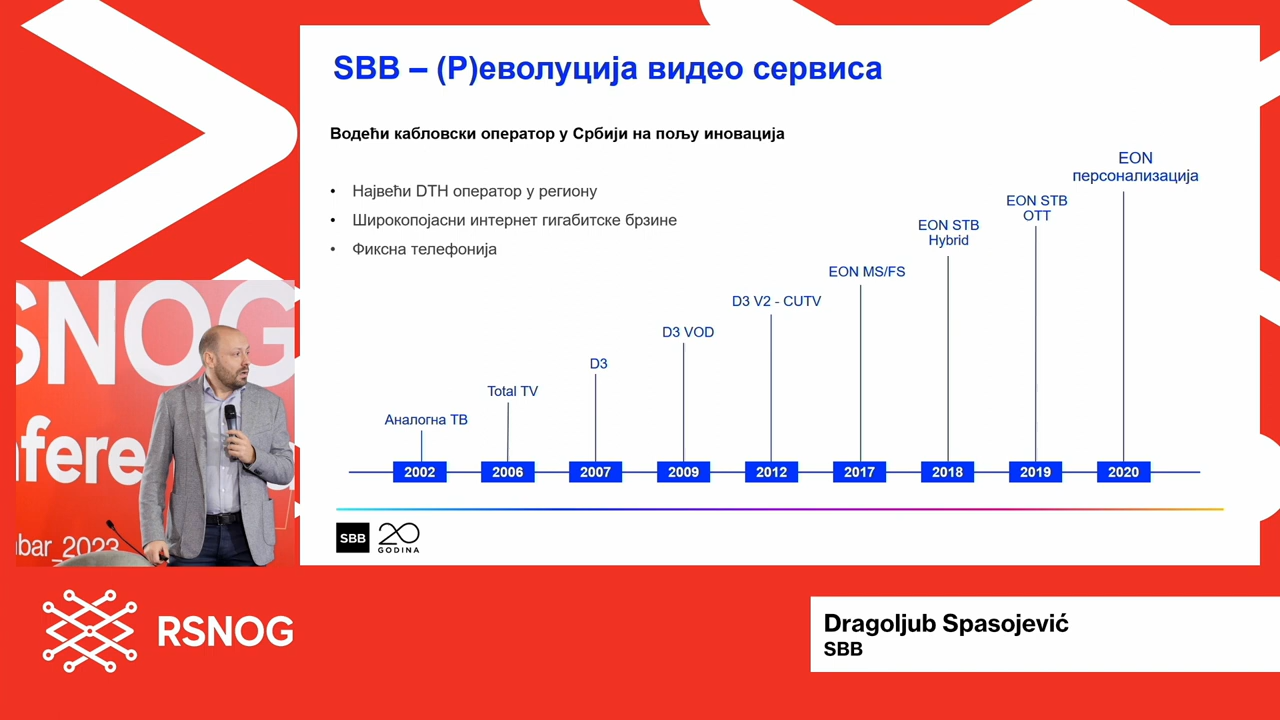 SBB – (Р)еволуција видео сервиса
Водећи кабловски оператор у Србији на пољу иновација
• Највећи DTH оператор у региону
• Широкопојасни интернет гигабитске брзине
• Фиксна телефонија
Аналогна ТВ
Total TV
D3
D3 VOD
D3 V2 - CUTV
EON MS/FS
EON STB
Hybrid
EON STB
OTT
EON
персонализација
2002
2006
2007
2009
2012
2017
2018
2019
2020
SBB
20
GODINA
SNOG
nfere
bar_2023
RSNOG
Dragoljub Spasojević
SBB